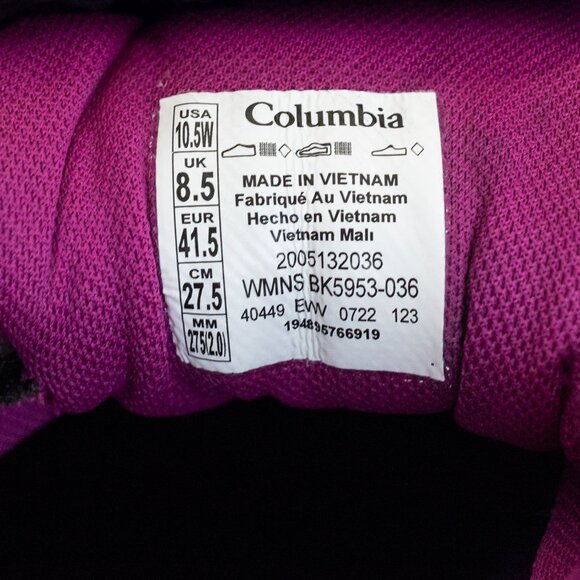 USA
10.5W
UK
8.5
EUR
41.5
CM
27.5
MM
275(2.0)
Columbia
MADE IN VIETNAM
Fabriqué Au Vietnam
Hecho en Vietnam
Vietnam Malı
2005132036
WMNS BK5953-036
40449 0722 123
194895766919